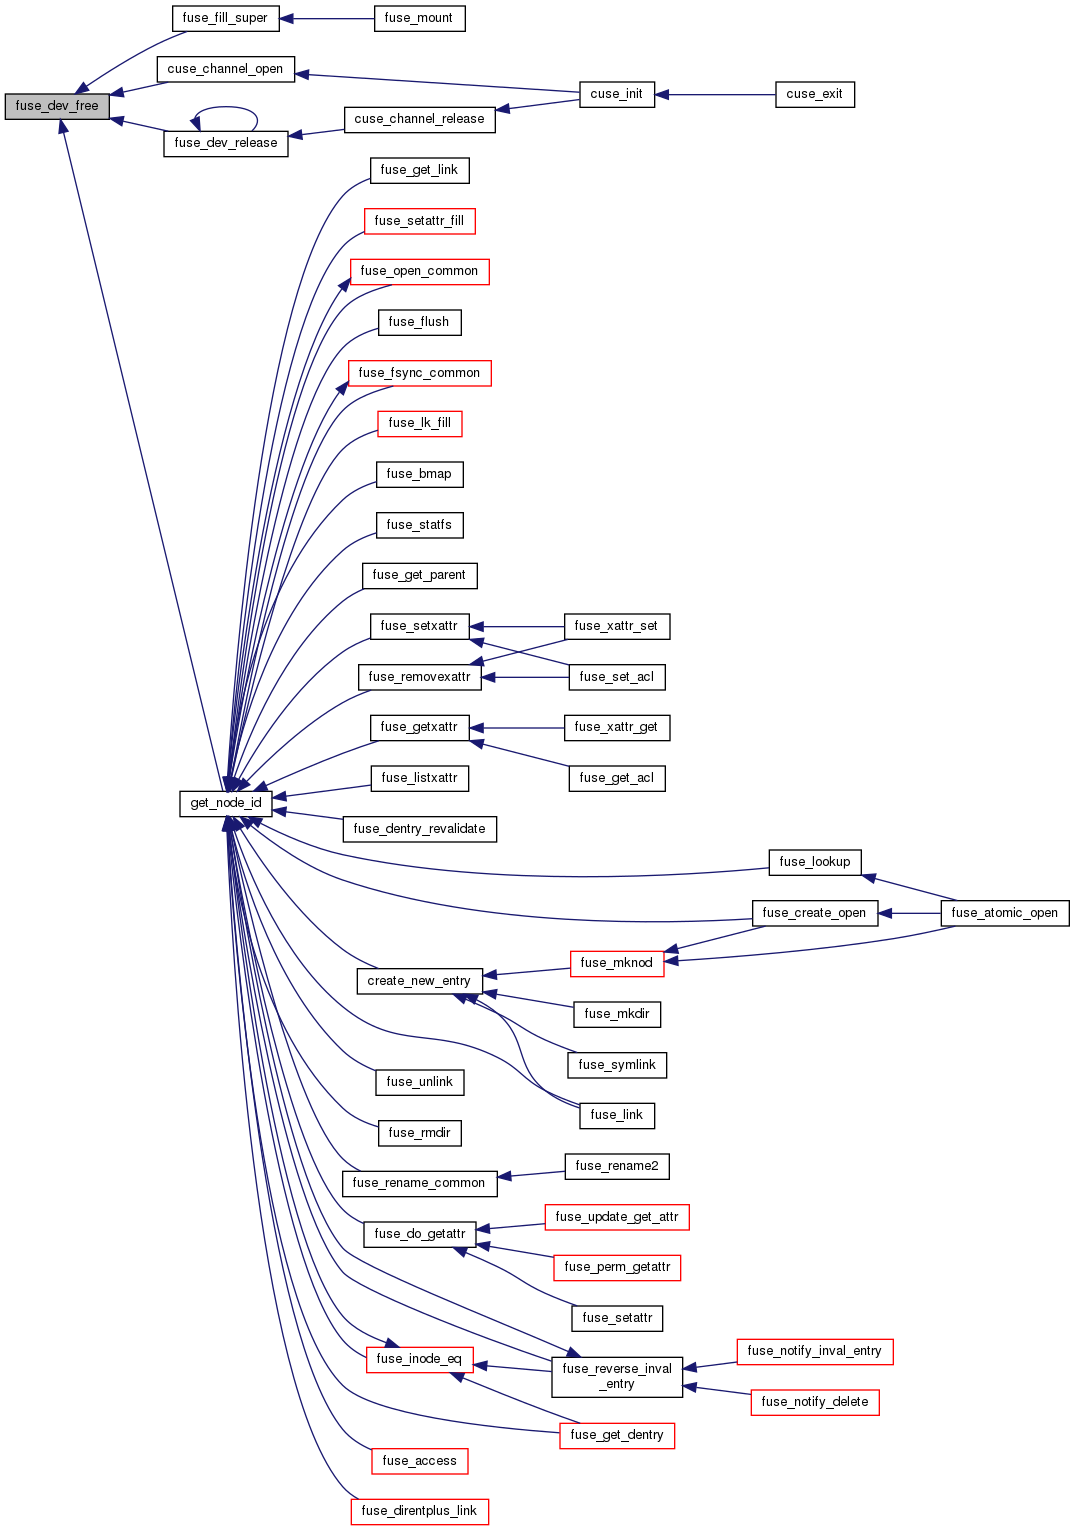 fuse_fill_super
fuse_mount
cuse_channel_open
cuse_init
cuse_exit
fuse_dev_free
cuse_channel_release
fuse_dev_release
fuse_get_link
fuse_setattr_fill
fuse_open_common
fuse_flush
fuse_fsync_common
fuse_lk_fill
fuse_bmap
fuse_statfs
fuse_get_parent
fuse_setxattr
fuse_xattr_set
fuse_removexattr
fuse_set_acl
fuse_getxattr
fuse_xattr_get
fuse_listxattr
fuse_get_acl
get_node_id
fuse_dentry_revalidate
fuse_lookup
fuse_create_open
fuse_atomic_open
fuse_mknod
create_new_entry
fuse_mkdir
fuse_symlink
fuse_unlink
fuse_link
fuse_rmdir
fuse_rename2
fuse_rename_common
fuse_update_get_attr
fuse_do_getattr
fuse_perm_getattr
fuse_setattr
fuse_notify_inval_entry
fuse_inode_eq
fuse_reverse_inval
_entry
fuse_notify_delete
fuse_get_dentry
fuse_access
fuse_direntplus_link